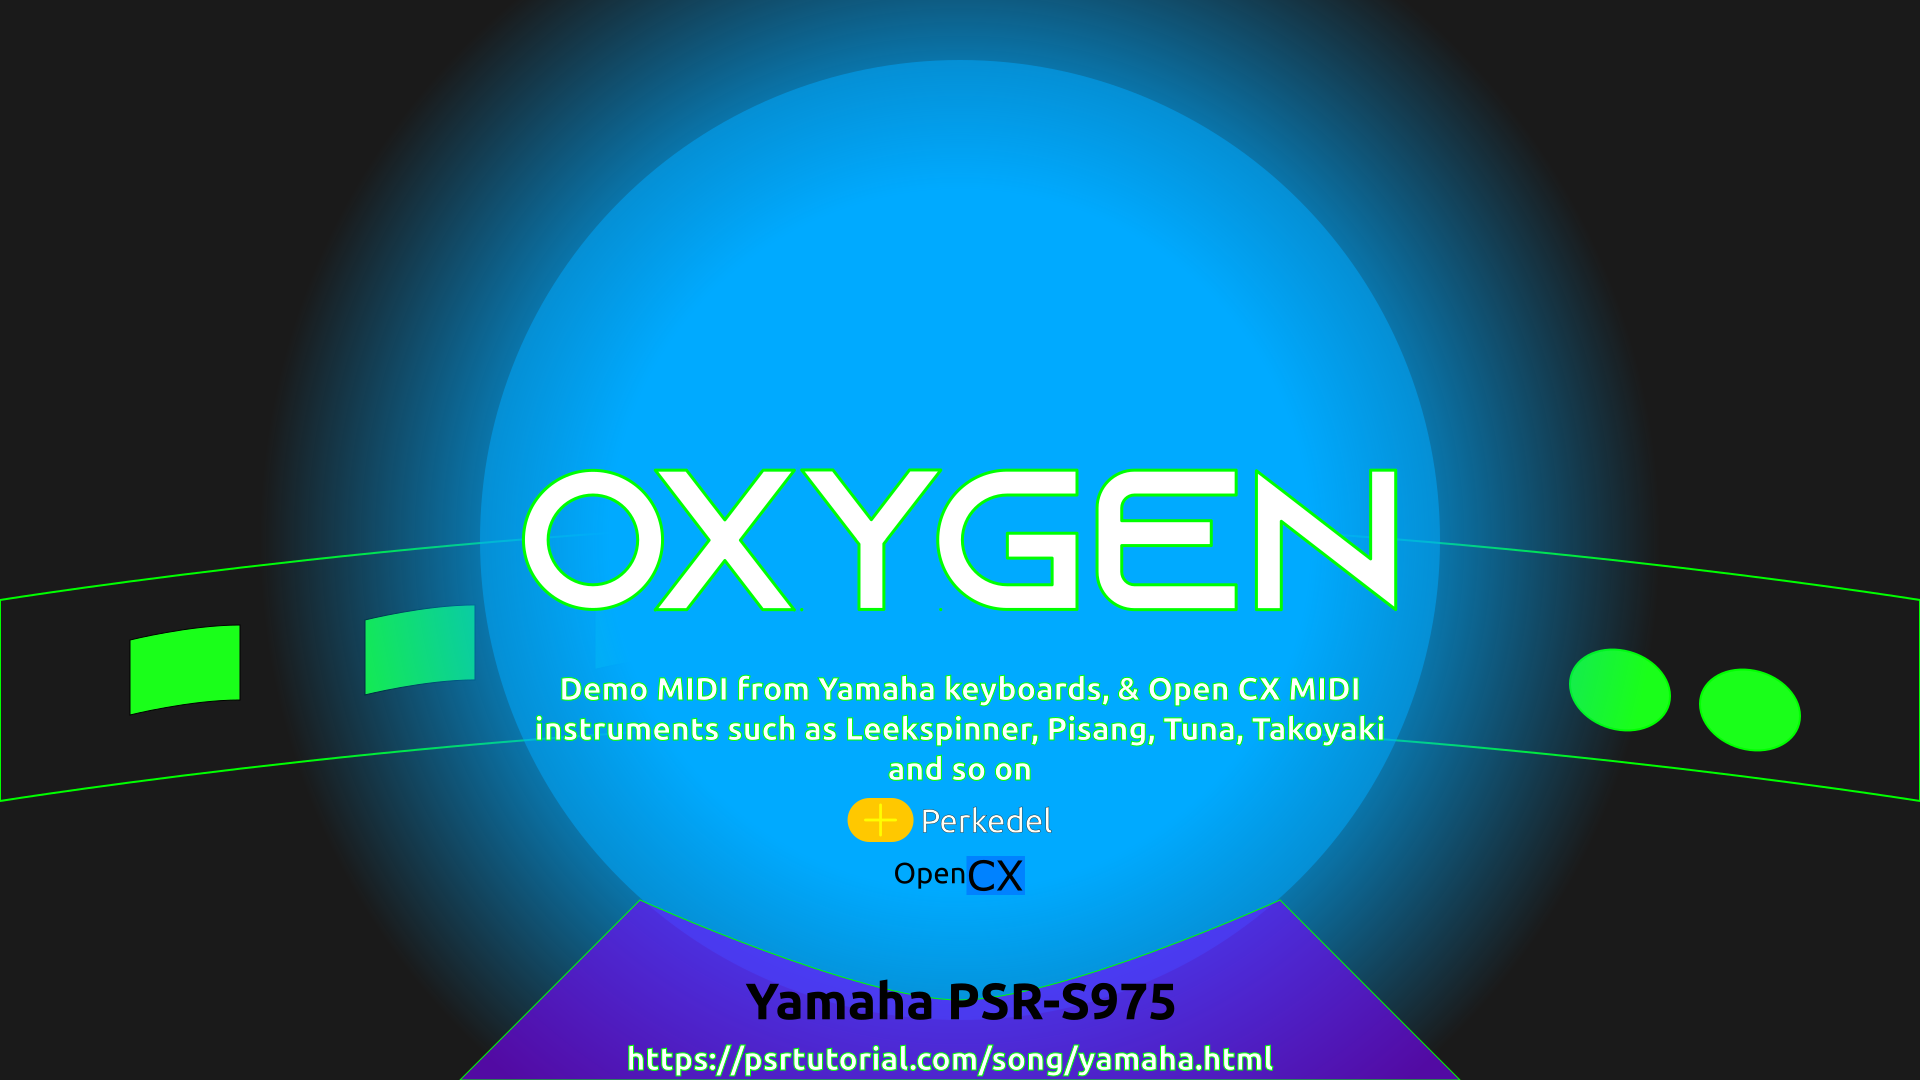 OXYGEN
Demo MIDI from Yamaha keyboards, & Open CX MIDI
instruments such as Leekspinner, Pisang, Tuna, Takoyaki
and so on
Perkedel
OpenCX
Yamaha PSR-S975
https://psrtutorial.com/song/yamaha.html